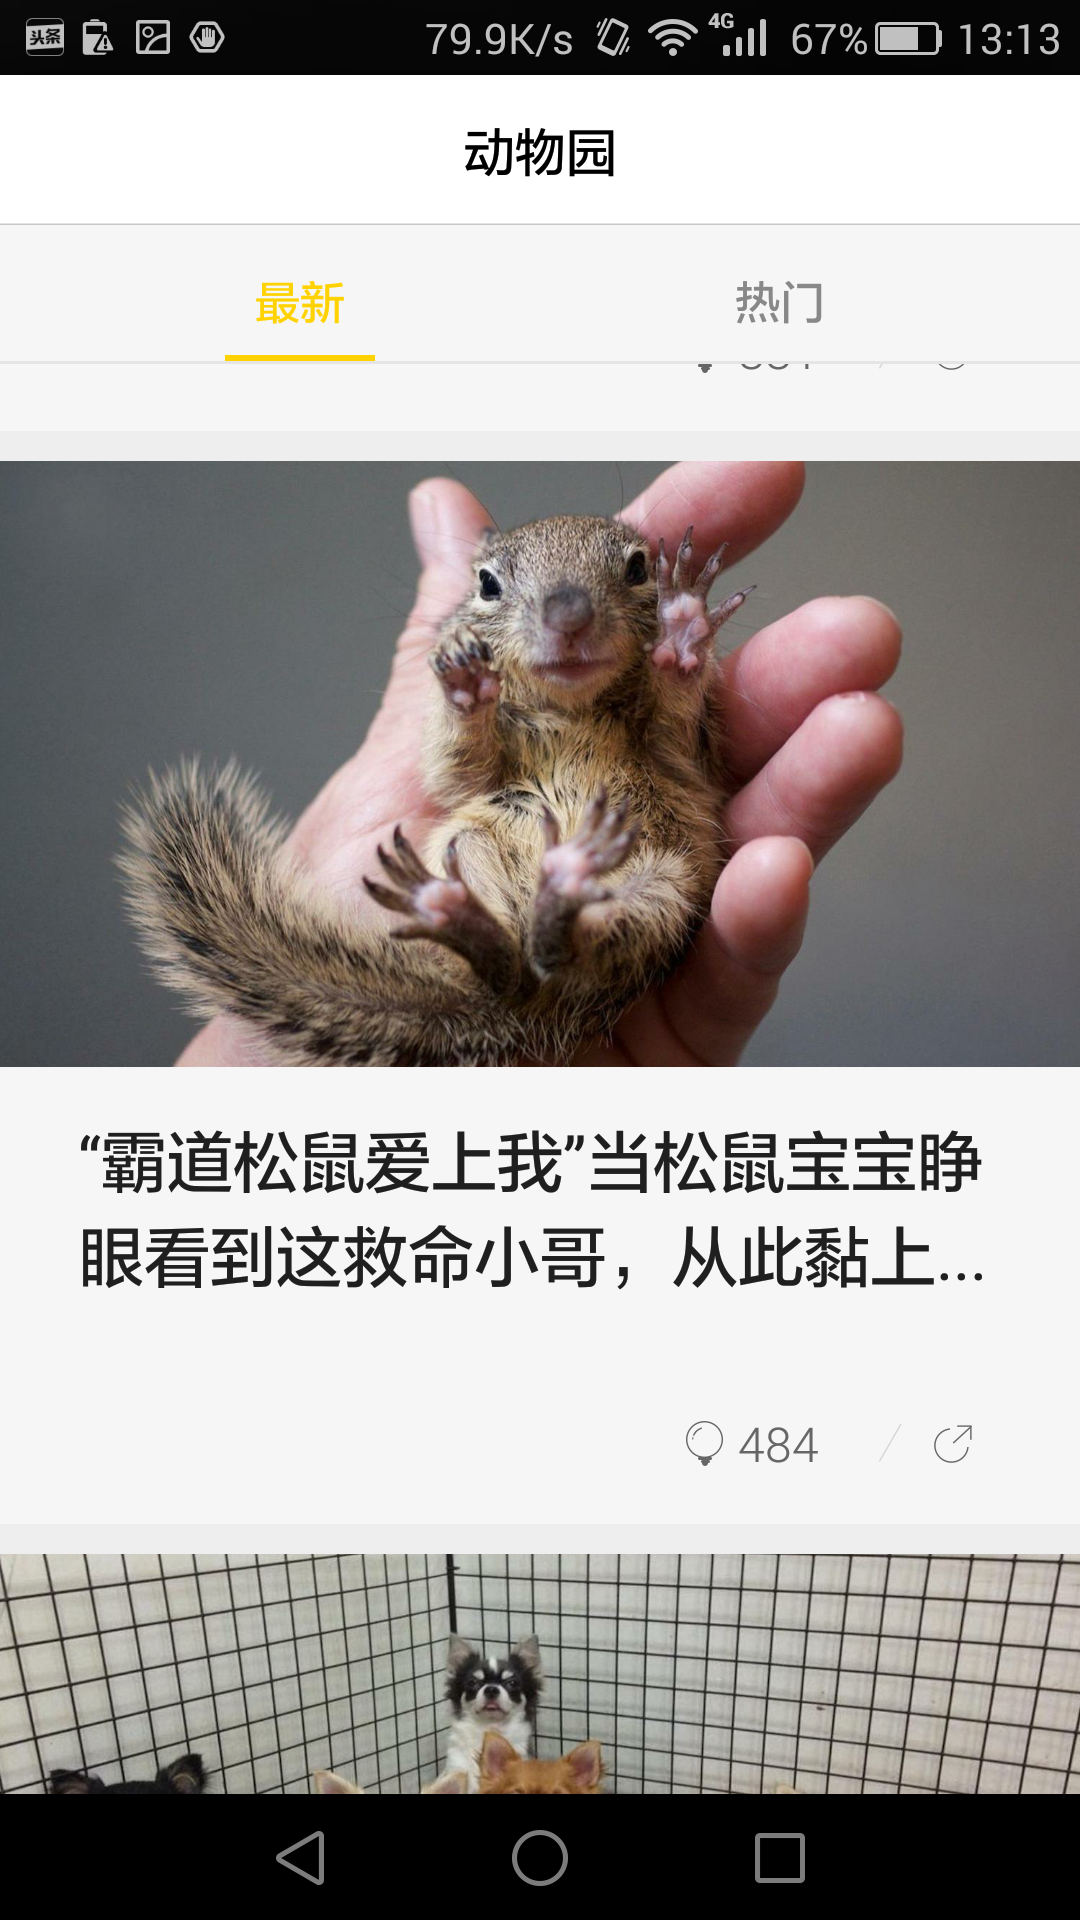 头条 79.9K/s 4G 67% 13:13
动物园
最新 热门
“霸道松鼠爱上我”当松鼠宝宝睁
眼看到这救命小哥，从此黏上...
484